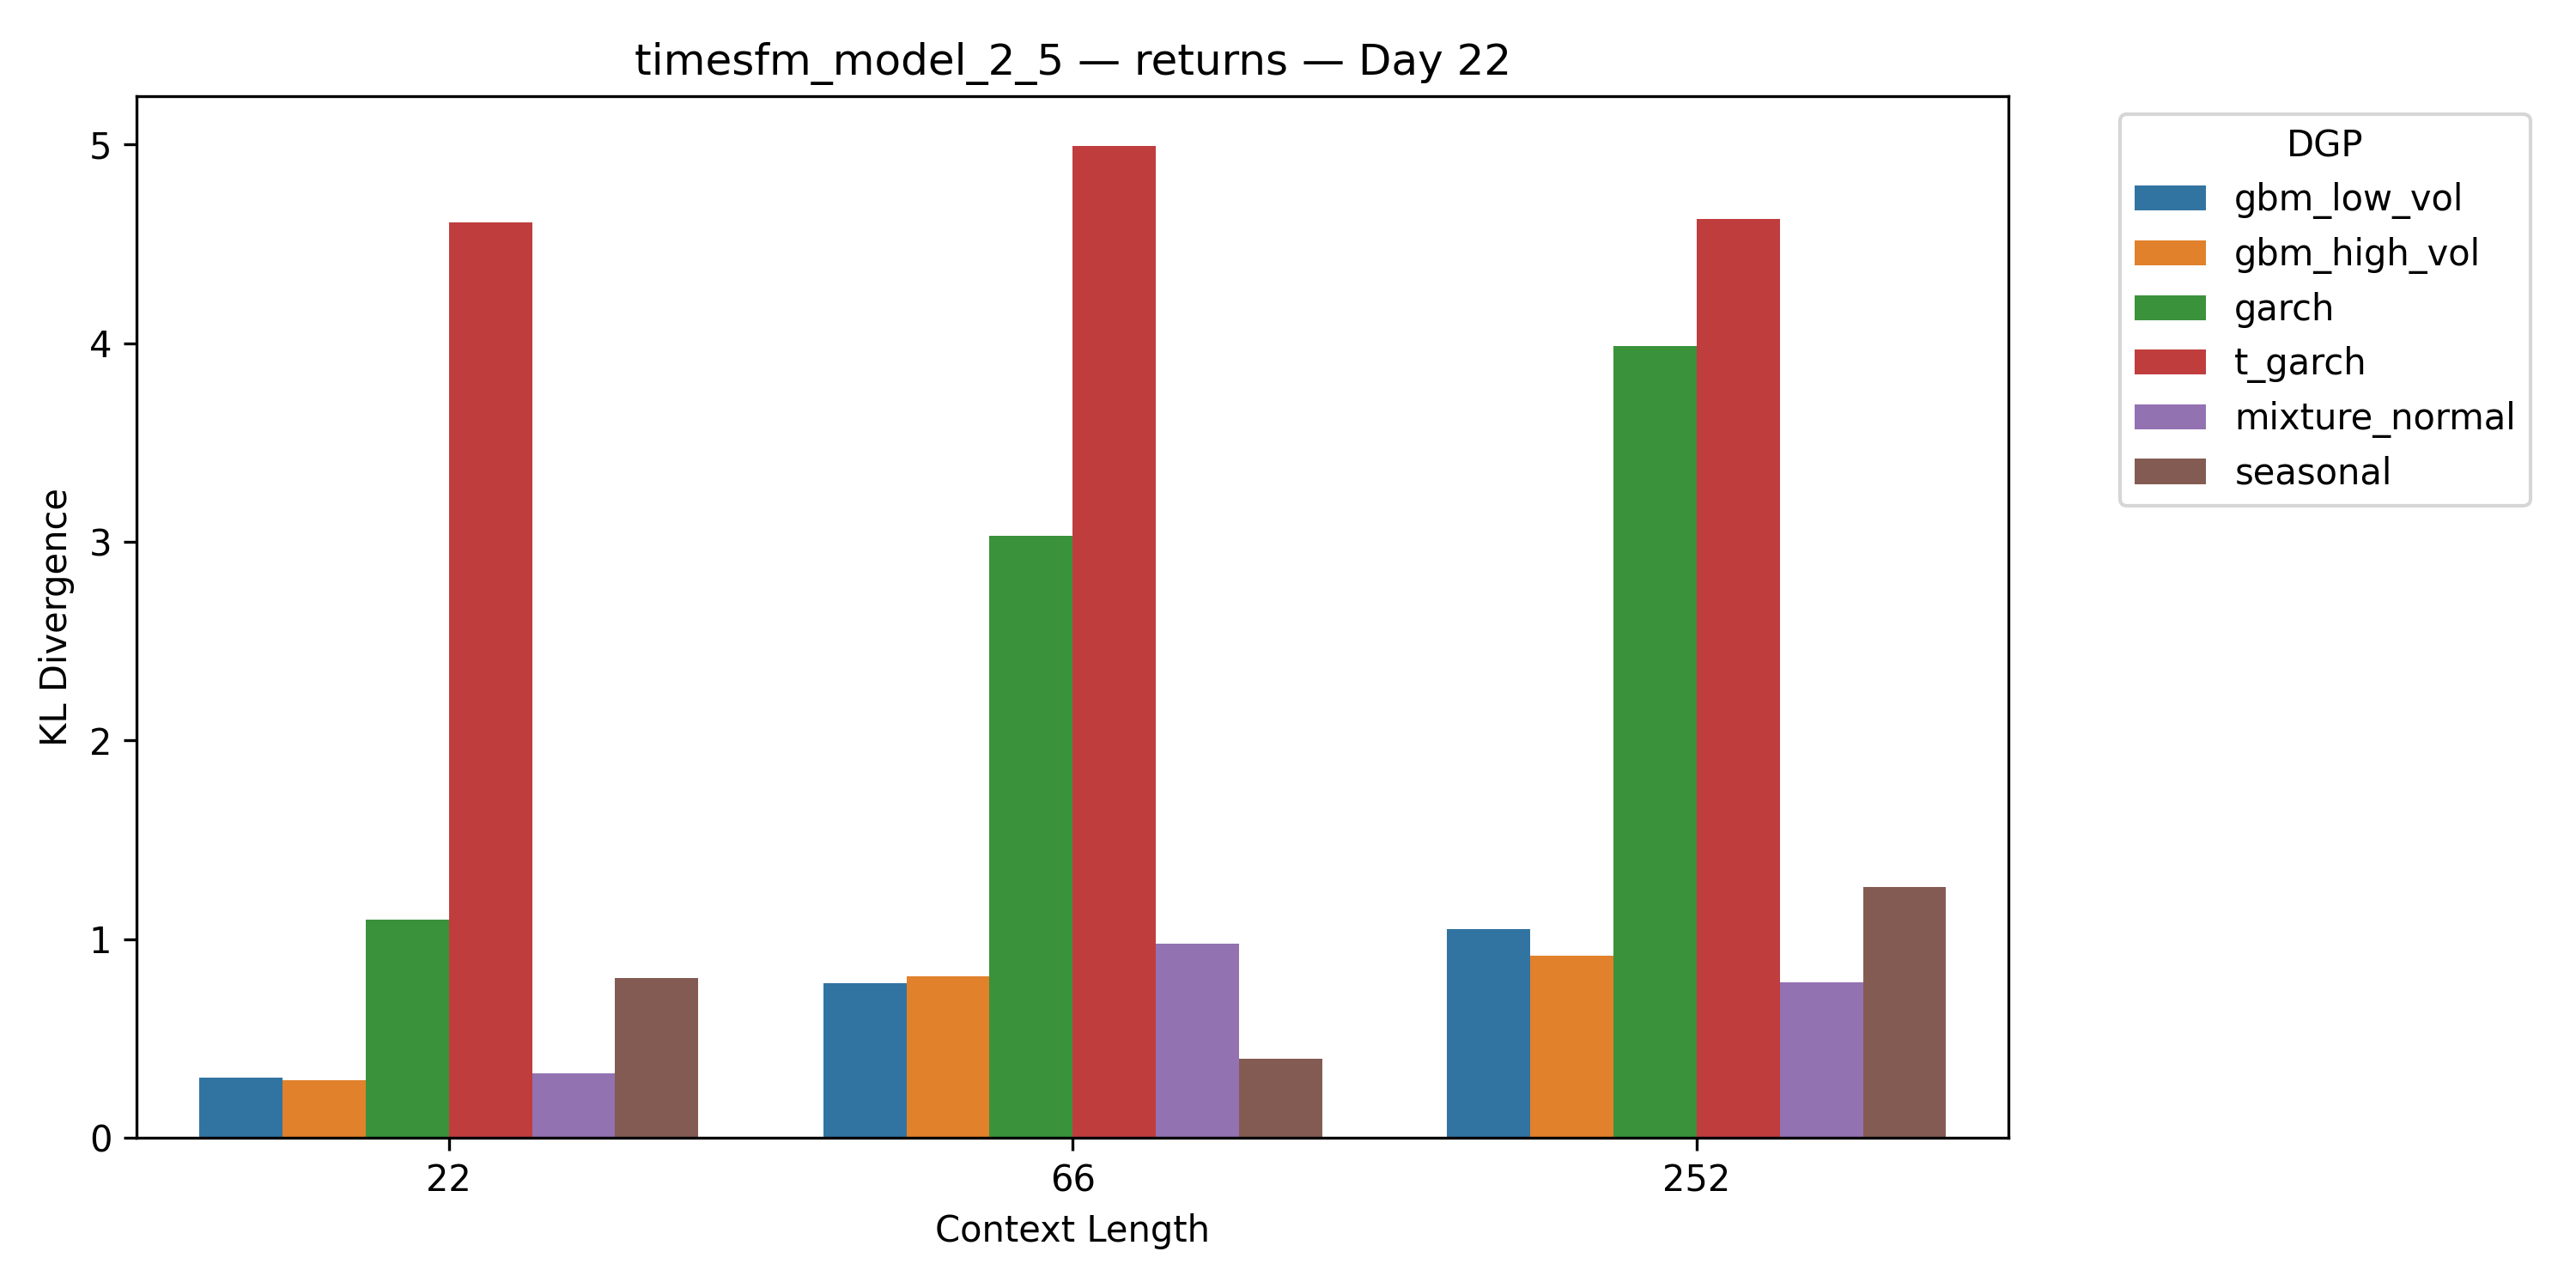 timesfm_model_2_5 — returns — Day 22
KL Divergence
5
4
3
2
1
0
22
66
252
Context Length
DGP
gbm_low_vol
gbm_high_vol
garch
t_garch
mixture_normal
seasonal